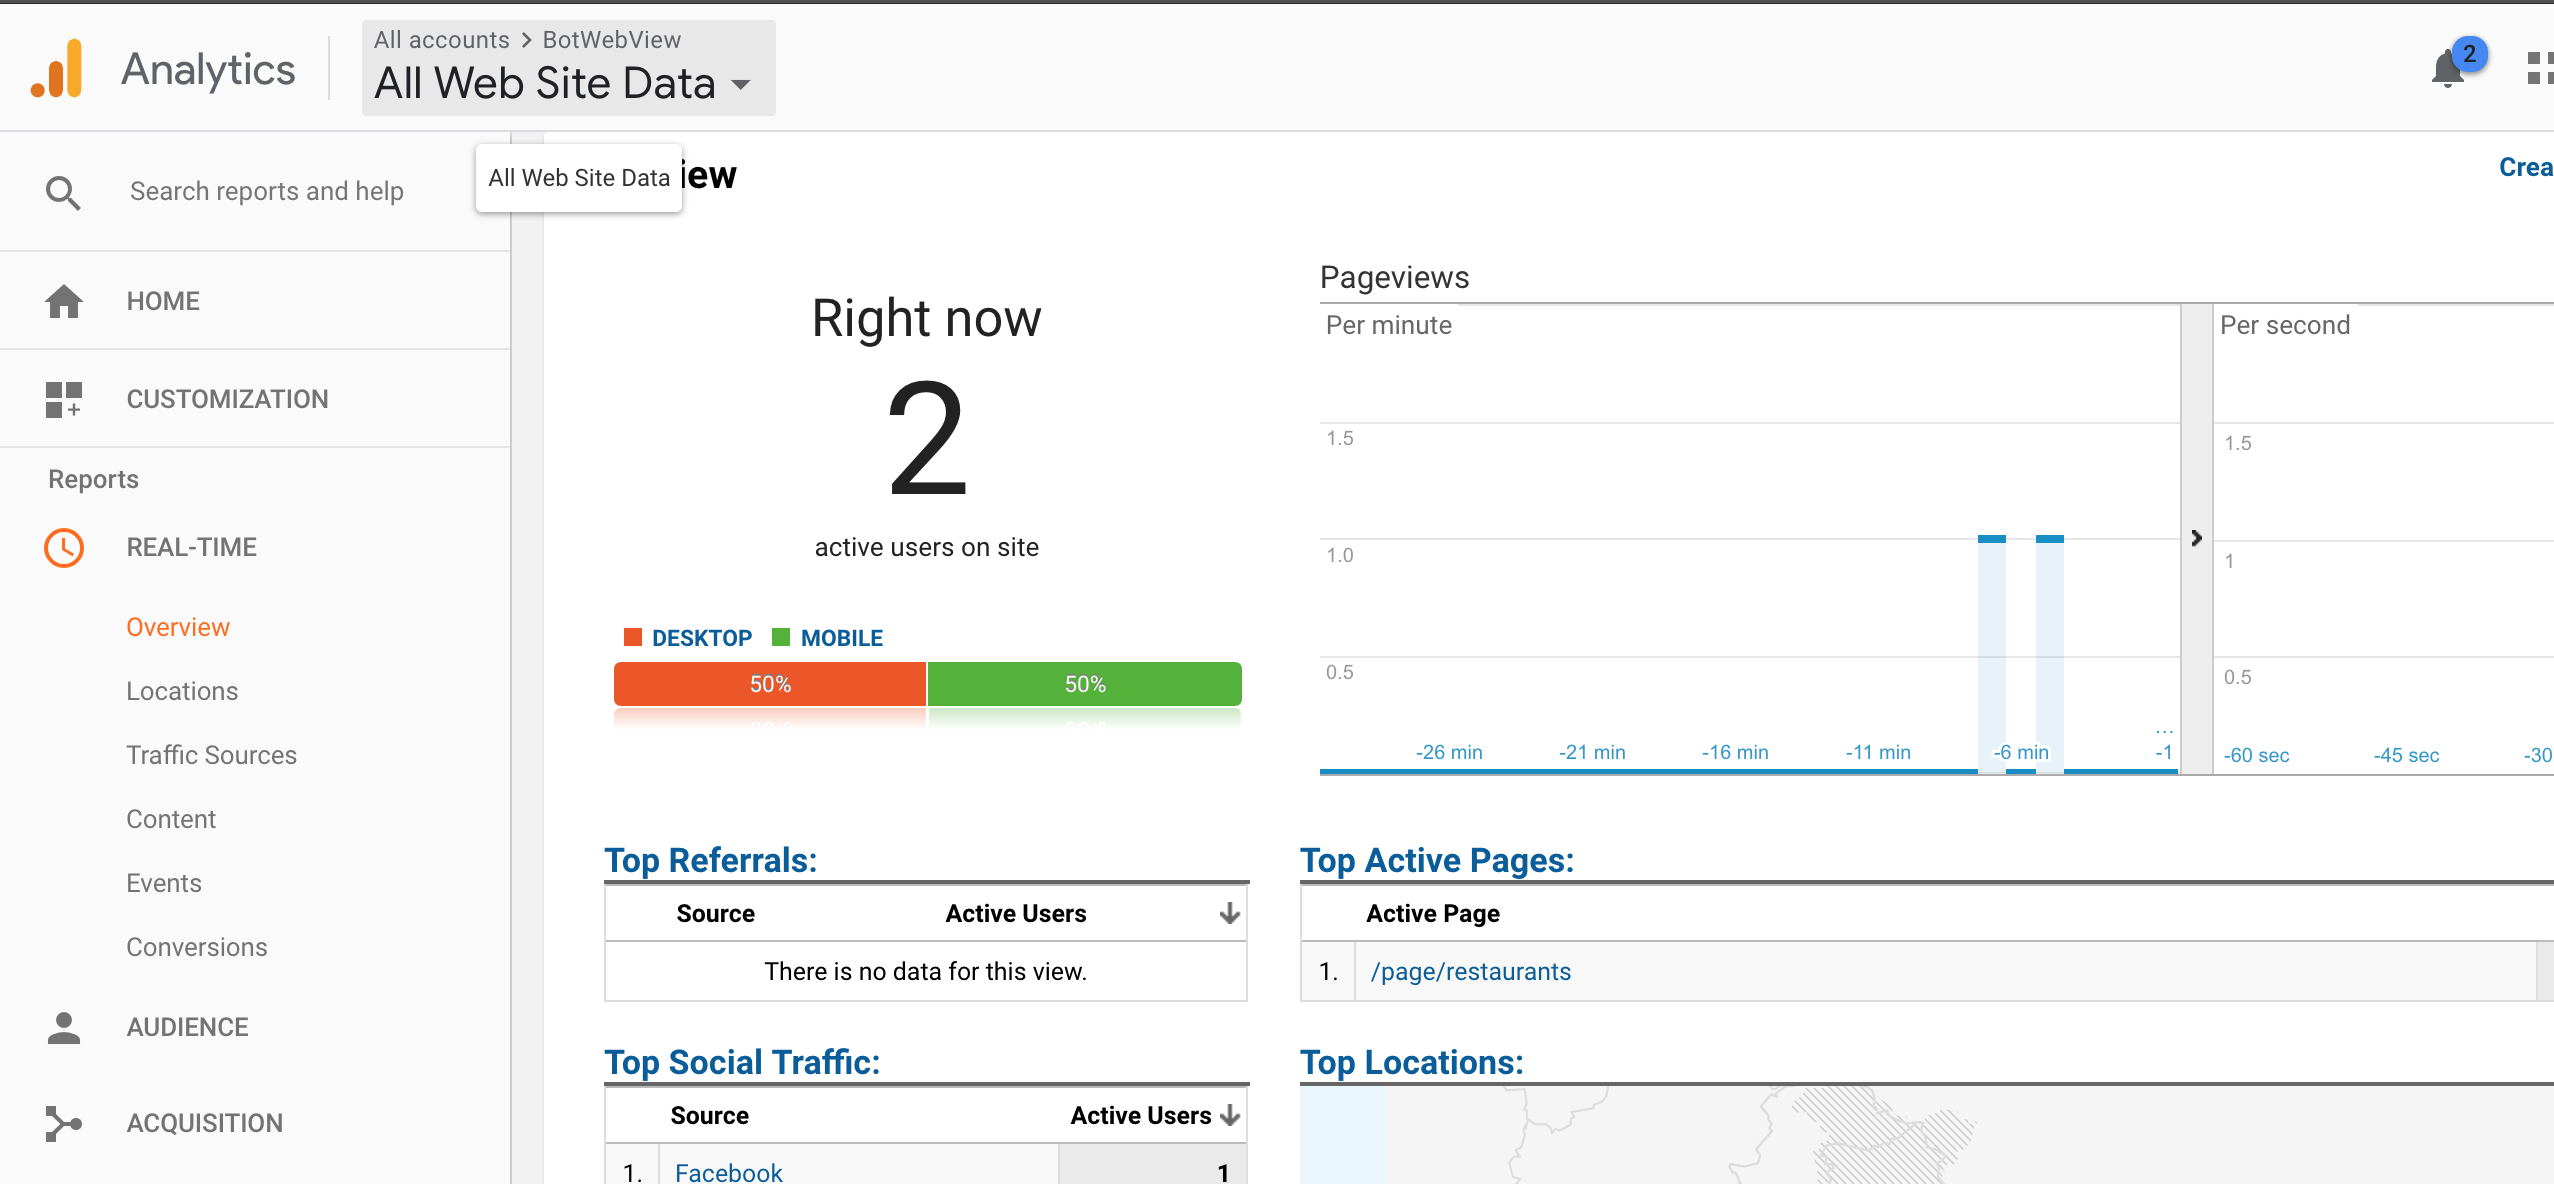 Analytics
All accounts > BotWebView
All Web Site Data
2
Search reports and help
All Web Site Data
iew
Crea
HOME
CUSTOMIZATION
Reports
REAL-TIME
Overview
Locations
Traffic Sources
Content
Events
Conversions
AUDIENCE
ACQUISITION
Right now
2
active users on site
DESKTOP MOBILE
50% 50%
Pageviews
Per minute
1.5
1.0
0.5
-26 min -21 min -16 min -11 min -6 min ... -1
Per second
1.5
1
0.5
-60 sec -45 sec -30
Top Referrals:
Source Active Users
There is no data for this view.
Top Active Pages:
Active Page
1. /page/restaurants
Top Social Traffic:
Source Active Users
1. Facebook 1
Top Locations: